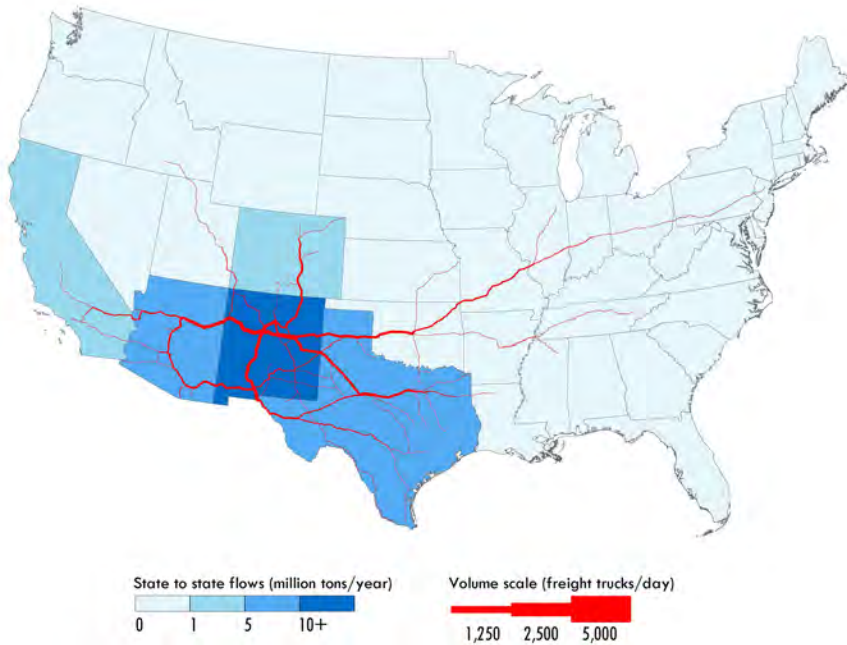 State to state flows (million tons/year)
0 1 5 10+
Volume scale (freight trucks/day)
1,250 2,500 5,000